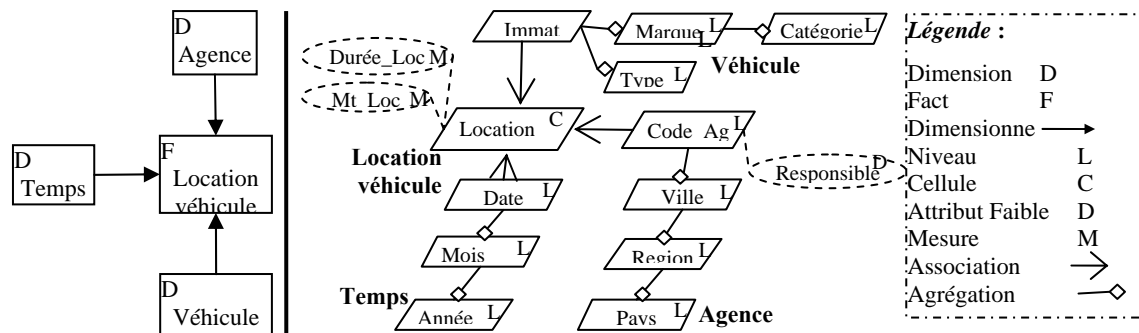 D
Agence
D
Temps
F
Location
véhicule
D
Véhicule
Immat
L
Marque L
L
Catégorie L
Véhicule
Type L
Durée_Loc M
Mt_Loc M
Location C
Location
véhicule
Code_Ag L
Responsible D
Date L
Ville L
Mois L
Region L
Temps
Année L
Pays L
Agence
Légende :
Dimension D
Fact F
Dimensionne
Niveau L
Cellule C
Attribut Faible D
Mesure M
Association
Agrégation